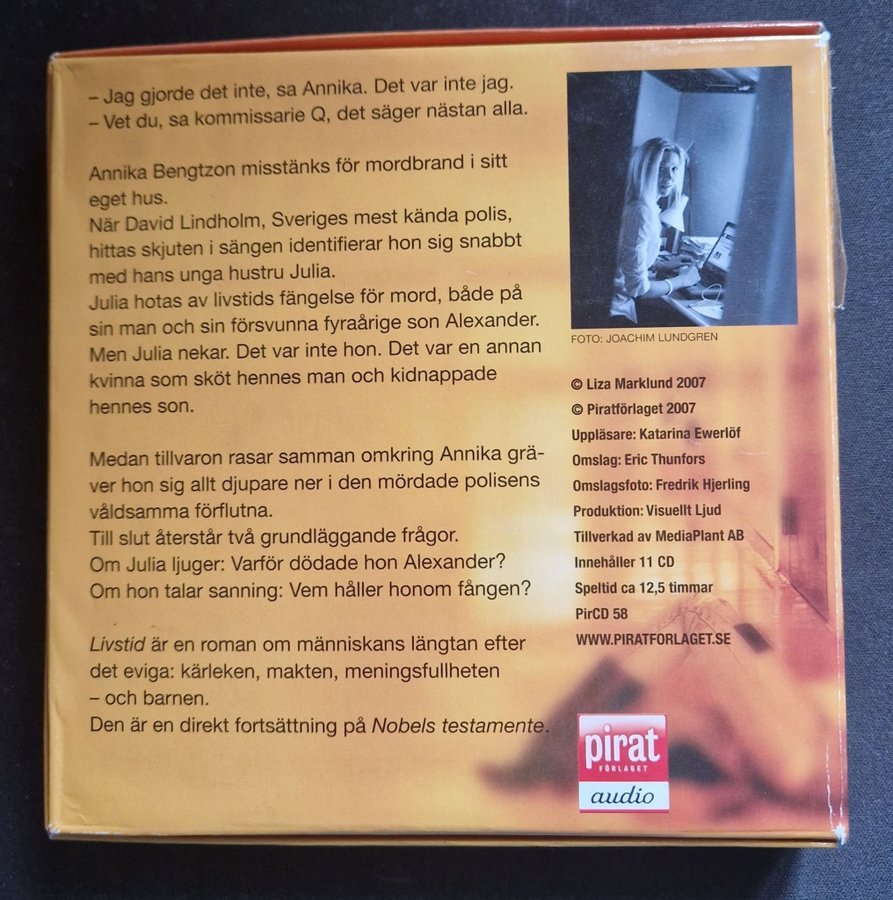 – Jag gjorde det inte, sa Annika. Det var inte jag.
– Vet du, sa kommissarie Q, det säger nästan alla.
Annika Bengtzon misstänks för mordbrand i sitt
eget hus.
När David Lindholm, Sveriges mest kända polis,
hittas skjuten i sängen identifierar hon sig snabbt
med hans unga hustru Julia.
Julia hotas av livstids fängelse för mord, både på
sin man och sin försvunna fyraårige son Alexander.
Men Julia nekar. Det var inte hon. Det var en annan
kvinna som sköt hennes man och kidnappade
hennes son.
Medan tillvaron rasar samman omkring Annika grä-
ver hon sig allt djupare ner i den mördade polisens
våldsamma förflutna.
Till slut återstår två grundläggande frågor.
Om Julia ljuger: Varför dödade hon Alexander?
Om hon talar sanning: Vem håller honom fången?
Livstid är en roman om människans längtan efter
det eviga: kärleken, makten, meningsfullheten
– och barnen.
Den är en direkt fortsättning på Nobels testamente.
FOTO: JOACHIM LUNDGREN
© Liza Marklund 2007
© Piratförlaget 2007
Uppläsare: Katarina Ewerlöf
Omslag: Eric Thunfors
Omslagsfoto: Fredrik Hjerling
Produktion: Visuellt Ljud
Tillverkad av MediaPlant AB
Innehåller 11 CD
Speltid ca 12,5 timmar
PirCD 58
WWW.PIRATFORLAGET.SE
pirat
FÖRLAGET
audio